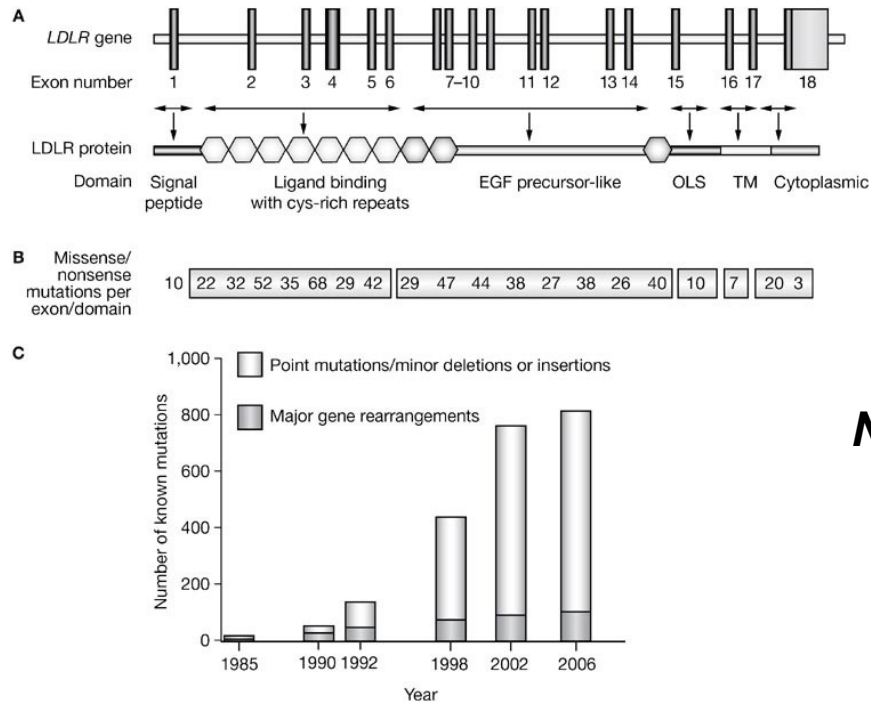 A
LDLR gene
Exon number 1 2 3 4 5 6 7–10 11 12 13 14 15 16 17 18
LDLR protein
Domain Signal peptide Ligand binding with cys-rich repeats EGF precursor-like OLS TM Cytoplasmic
B
Missense/
nonsense
mutations per
exon/domain
10 22 32 52 35 68 29 42 29 47 44 38 27 38 26 40 10 7 20 3
C
Number of known mutations
1,000
800
600
400
200
0
Point mutations/minor deletions or insertions
Major gene rearrangements
1985 1990 1992 1998 2002 2006
Year
N